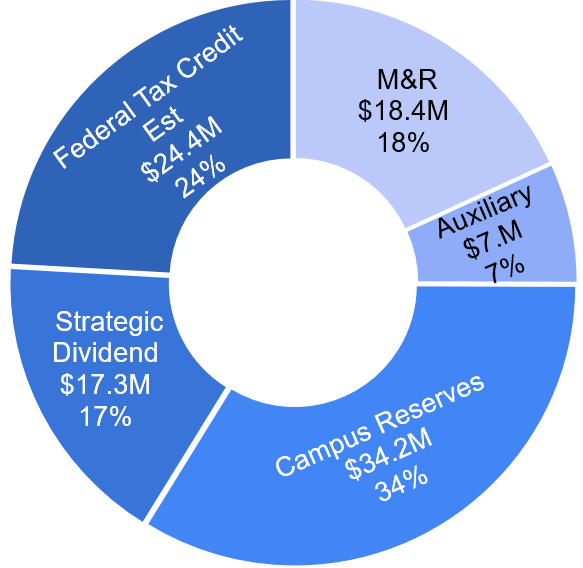 M&R
$18.4M
18%
Auxiliary
$7.M
7%
Campus Reserves
$34.2M
34%
Strategic
Dividend
$17.3M
17%
Federal Tax Credit
Est
$24.4M
24%